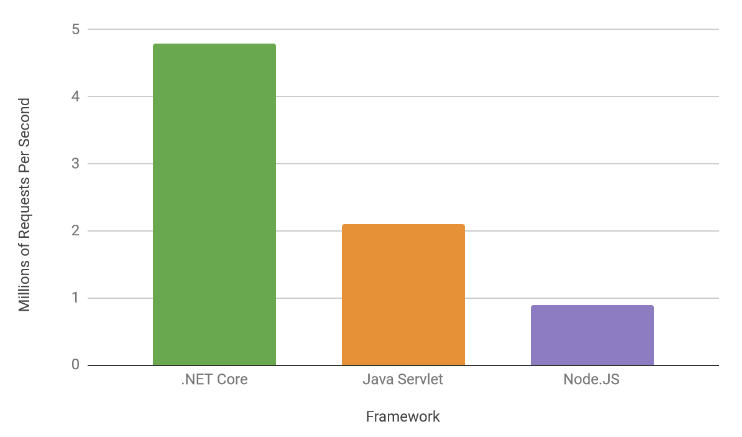 Millions of Requests Per Second
5
4
3
2
1
0
.NET Core
Java Servlet
Node.JS
Framework